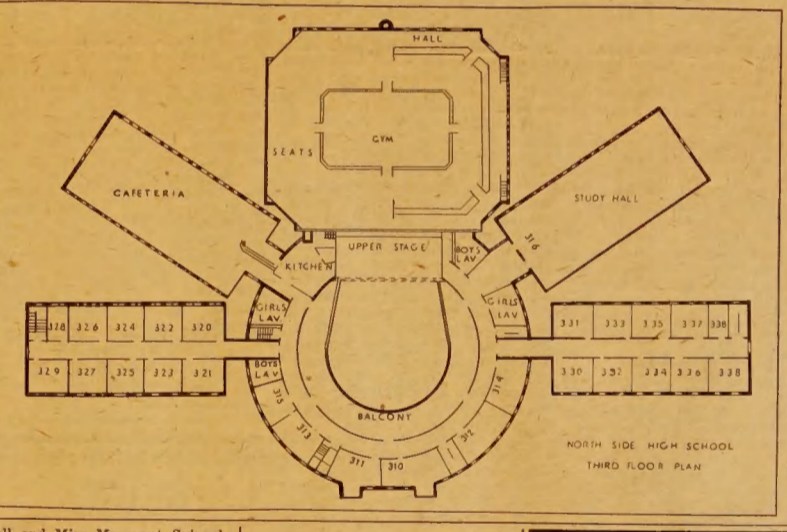 HALL
GYM
SEATS
CAFETERIA
STUDY HALL
316
UPPER STAGE
BOYS
LAV.
KITCHEN
GIRLS
LAV.
GIRLS
LAV.
328 326 324 322 320
331 333 335 337 338
BOYS
LAV
329 327 325 323 321
330 332 334 336 338
315
314
BALCONY
313
312
311 310
NORTH SIDE HIGH SCHOOL
THIRD FLOOR PLAN